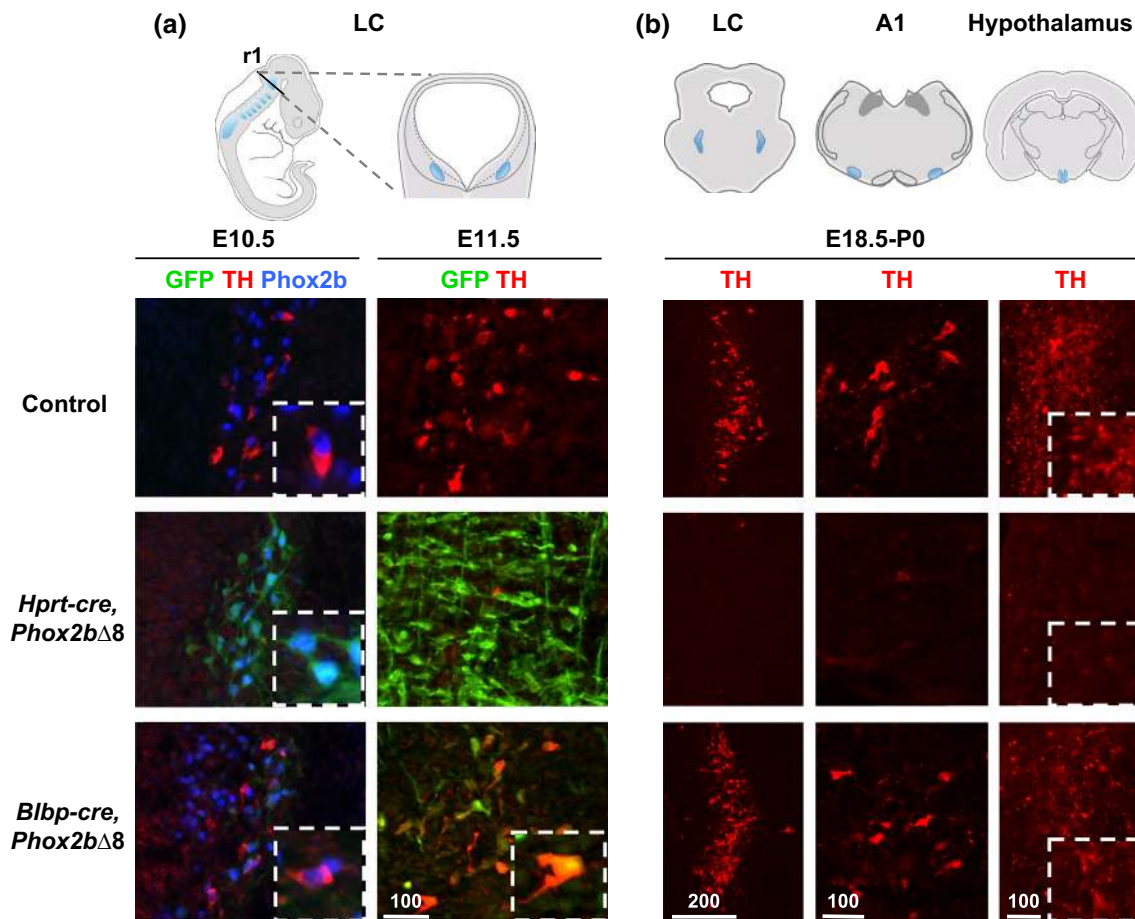 (a) LC
r1
(b) LC A1 Hypothalamus
E10.5 E11.5 E18.5-P0
GFP TH Phox2b GFP TH TH TH TH
Control
Hprt-cre,
Phox2bΔ8
Blbp-cre,
Phox2bΔ8
100 200 100 100